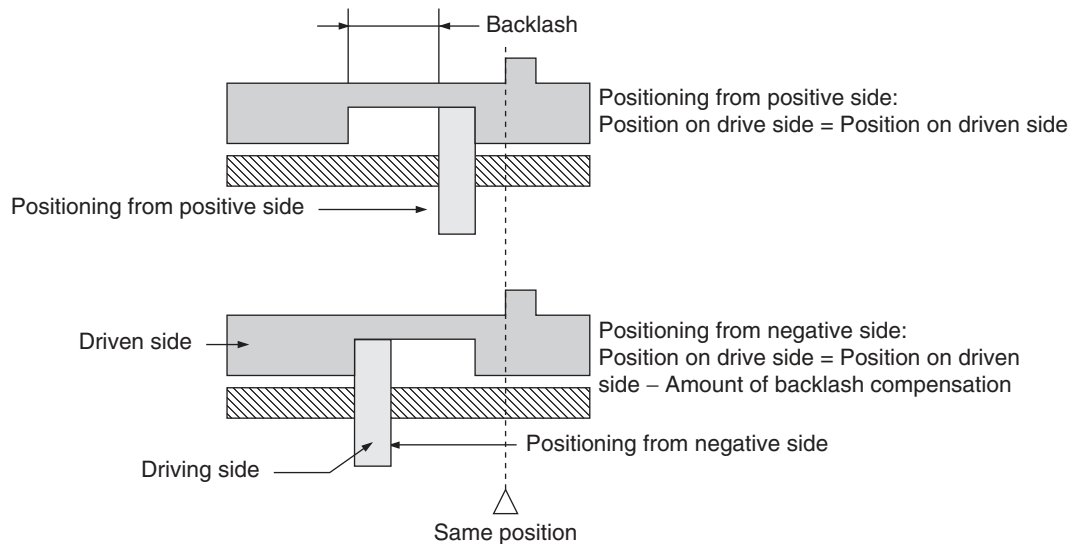 Backlash
Positioning from positive side:
Position on drive side = Position on driven side
Positioning from positive side
Driven side
Positioning from negative side:
Position on drive side = Position on driven
side – Amount of backlash compensation
Positioning from negative side
Driving side
Same position